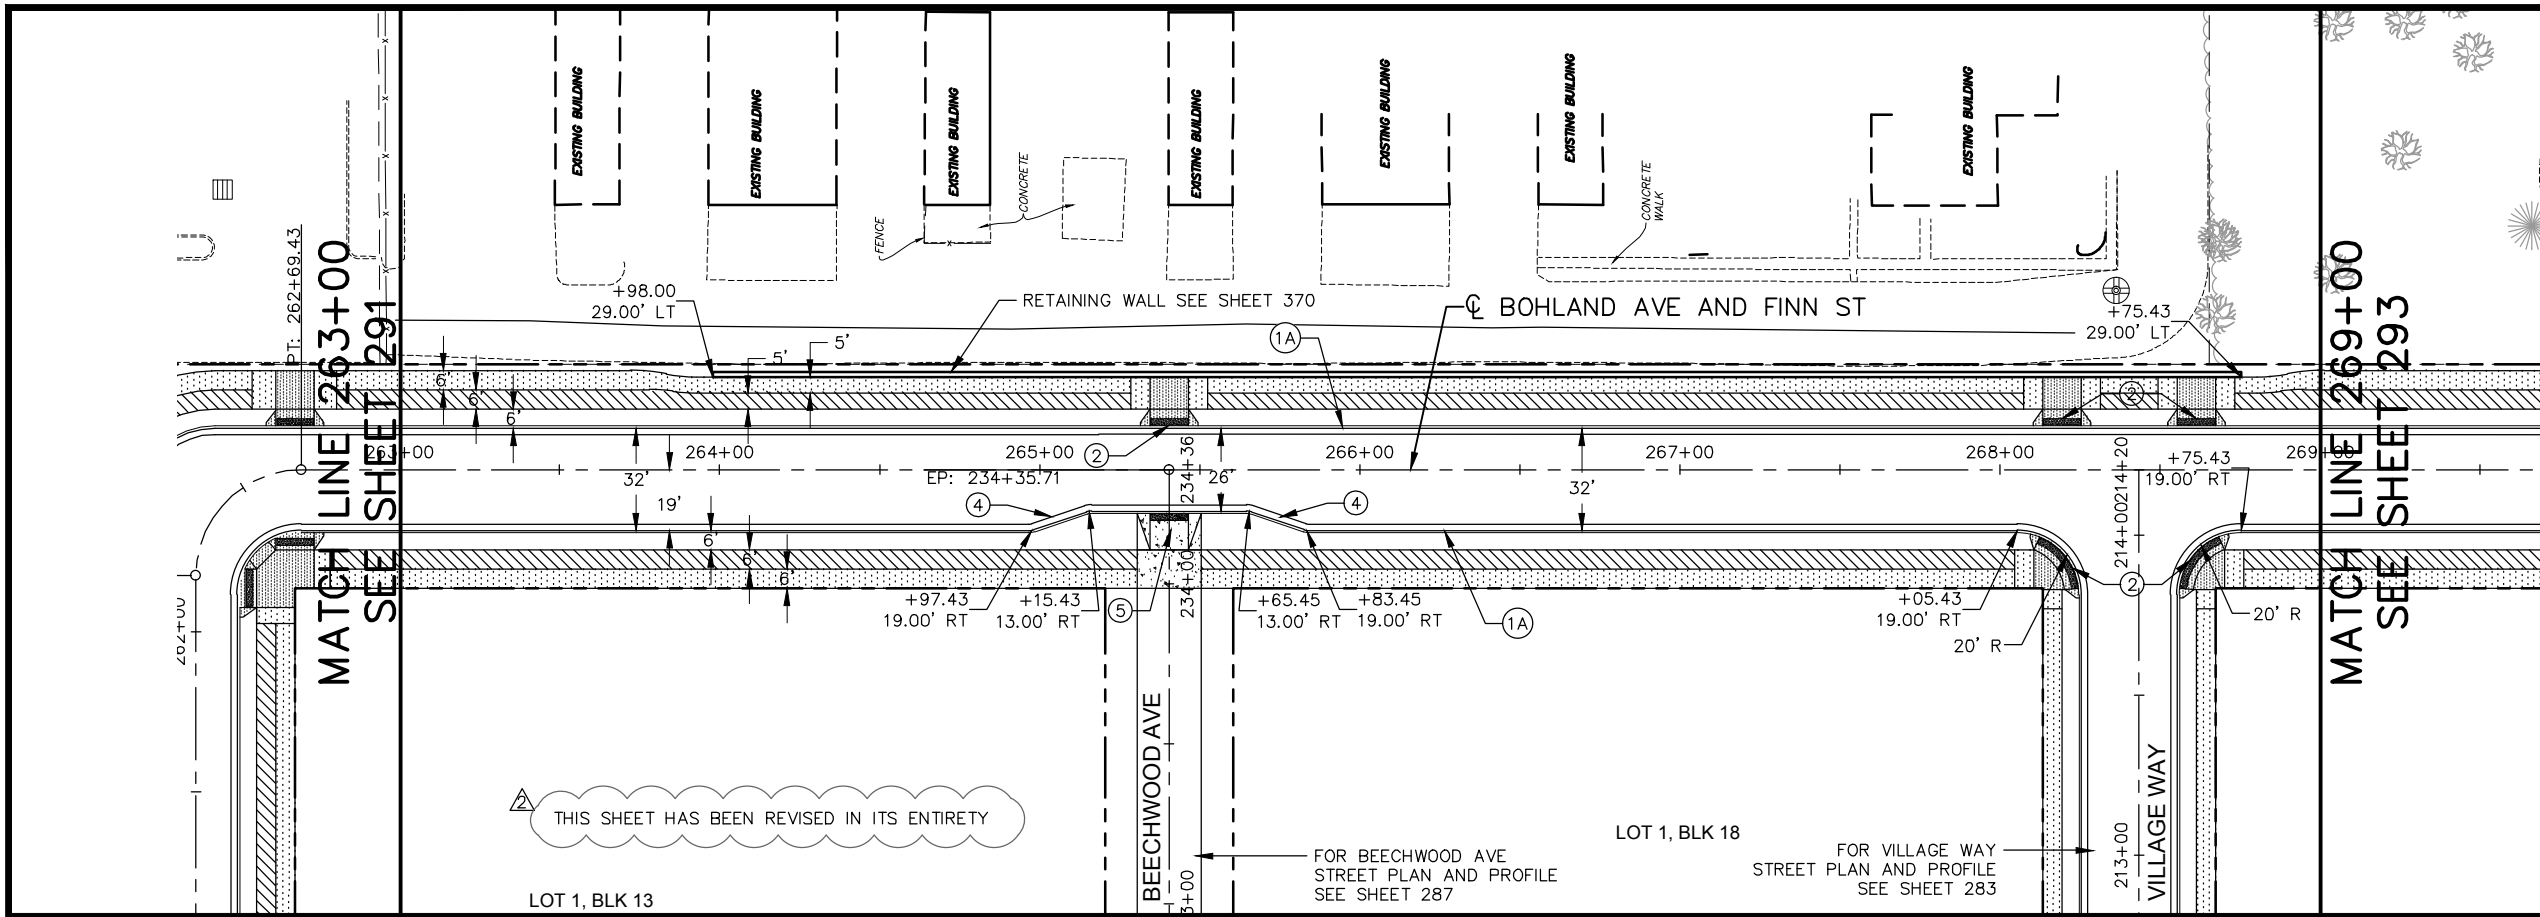 EXISTING BUILDING
EXISTING BUILDING
EXISTING BUILDING
EXISTING BUILDING
EXISTING BUILDING
EXISTING BUILDING
EXISTING BUILDING
FENCE
CONCRETE
CONCRETE
WALK
PT: 262+69.43
MATCH LINE 263+00
SEE SHEET 291
+98.00
29.00' LT
RETAINING WALL SEE SHEET 370
℄ BOHLAND AVE AND FINN ST
1A
+75.43
29.00' LT
MATCH LINE 269+00
SEE SHEET 293
5'
5'
6'
6'
6'
2
2
263+00
264+00
265+00
266+00
267+00
268+00
269+00
EP: 234+35.71
234+36
26'
32'
19'
32'
4
4
214+20
214+00
+75.43
19.00' RT
6'
6'
6'
+97.43
19.00' RT
+15.43
13.00' RT
5
234+00
+65.45
13.00' RT
+83.45
19.00' RT
1A
+05.43
19.00' RT
20' R
2
20' R
262+00
2
THIS SHEET HAS BEEN REVISED IN ITS ENTIRETY
LOT 1, BLK 13
BEECHWOOD AVE
3+00
FOR BEECHWOOD AVE
STREET PLAN AND PROFILE
SEE SHEET 287
LOT 1, BLK 18
FOR VILLAGE WAY
STREET PLAN AND PROFILE
SEE SHEET 283
213+00
VILLAGE WAY